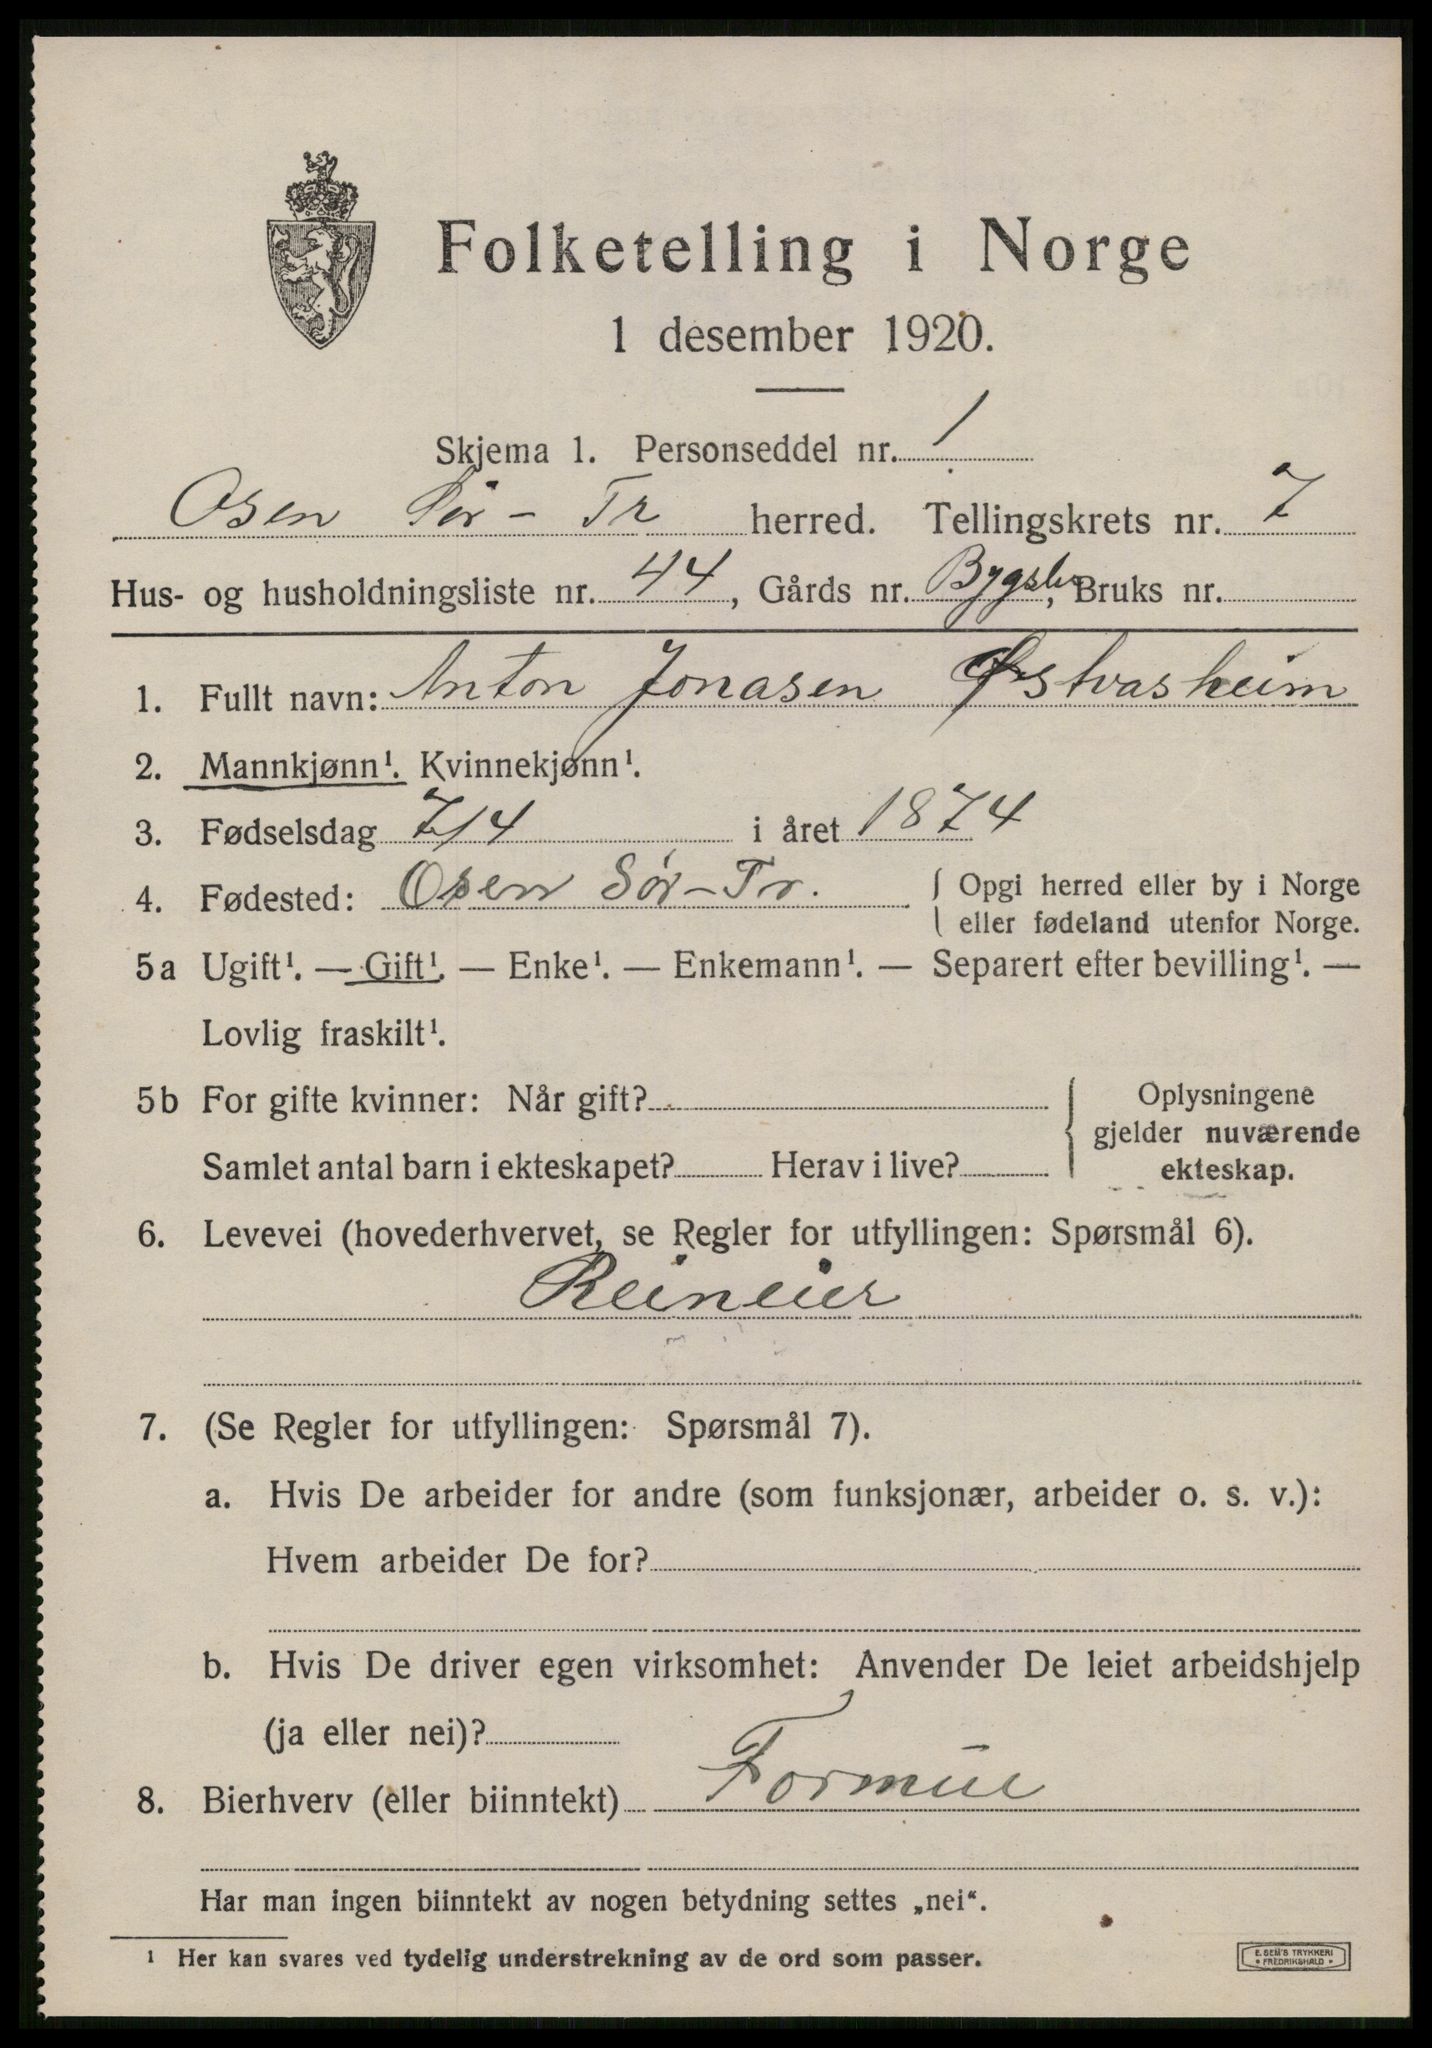 Folketelling i Norge
1 desember 1920.
Skjema 1. Personseddel nr. 1
Osen Sör - Tr herred. Tellingskrets nr. 7
Hus- og husholdningsliste nr. 44, Gårds nr. Bygsler, Bruks nr.
1. Fullt navn: Anton Jonasen Østvasheim
2. Mannkjønn¹. Kvinnekjønn¹.
3. Fødselsdag 7/4 i året 1874
4. Fødested: Osen Sör-Tr. { Opgi herred eller by i Norge
eller fødeland utenfor Norge.
5a Ugift¹. — Gift¹. — Enke¹. — Enkemann¹. — Separert efter bevilling¹. —
Lovlig fraskilt¹.
5b For gifte kvinner: Når gift?
Samlet antal barn i ekteskapet? Herav i live?
{ Oplysningene
gjelder nuværende
ekteskap.
6. Levevei (hovederhvervet, se Regler for utfyllingen: Spørsmål 6).
Reineier
7. (Se Regler for utfyllingen: Spørsmål 7).
a. Hvis De arbeider for andre (som funksjonær, arbeider o. s. v.):
Hvem arbeider De for?
b. Hvis De driver egen virksomhet: Anvender De leiet arbeidshjelp
(ja eller nei)?
8. Bierhverv (eller biinntekt) Formue
Har man ingen biinntekt av nogen betydning settes „nei“.
¹ Her kan svares ved tydelig understrekning av de ord som passer.
E. SEM'S TRYKKERI
• FREDRIKSHALD •